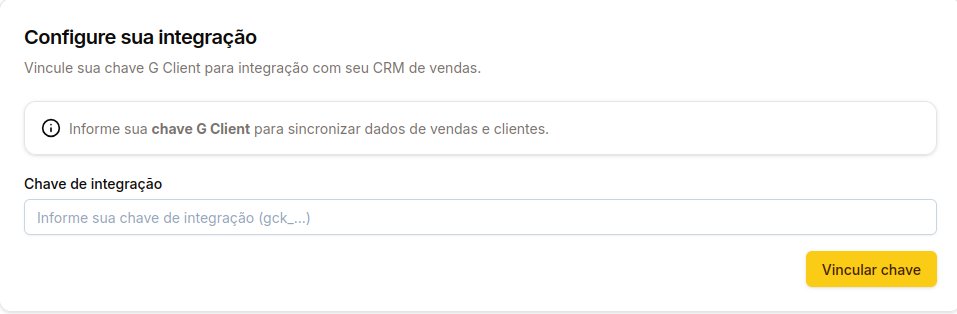 Configure sua integração
Vincule sua chave G Client para integração com seu CRM de vendas.
Informe sua chave G Client para sincronizar dados de vendas e clientes.
Chave de integração
Informe sua chave de integração (gck_...)
Vincular chave